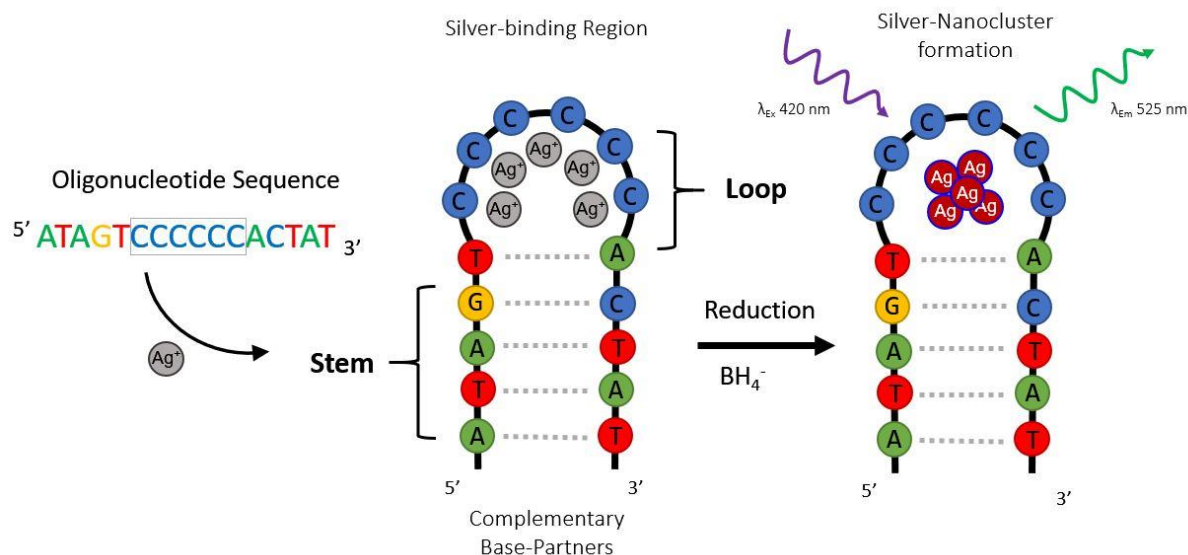 Silver-binding Region
Silver-Nanocluster
formation
λEx 420 nm
λEm 525 nm
Oligonucleotide Sequence
5’ ATAGTCCCCCCACTAT 3’
Ag⁺
Stem
C C C C C C
Ag⁺ Ag⁺ Ag⁺ Ag⁺ Ag⁺
T A
G C
A T
T A
A T
5’ 3’
Complementary
Base-Partners
Loop
Reduction
BH₄⁻
C C C C C C
Ag Ag Ag Ag Ag
T A
G C
A T
T A
A T
5’ 3’